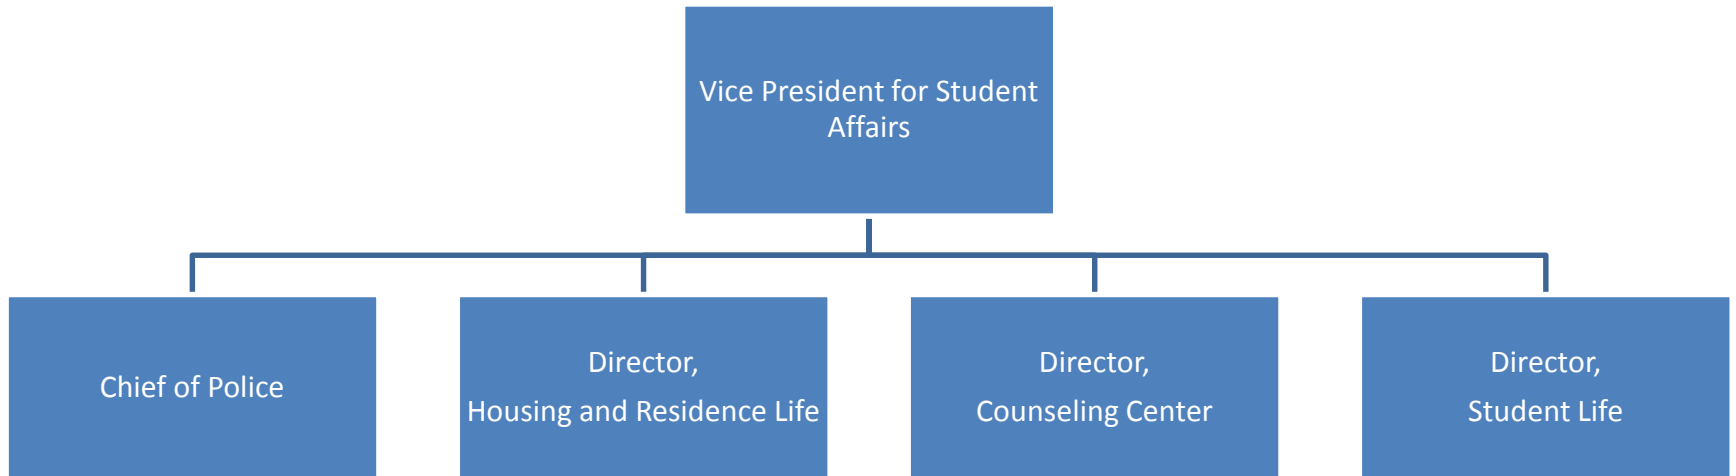 Vice President for Student
Affairs
Chief of Police
Director,
Housing and Residence Life
Director,
Counseling Center
Director,
Student Life